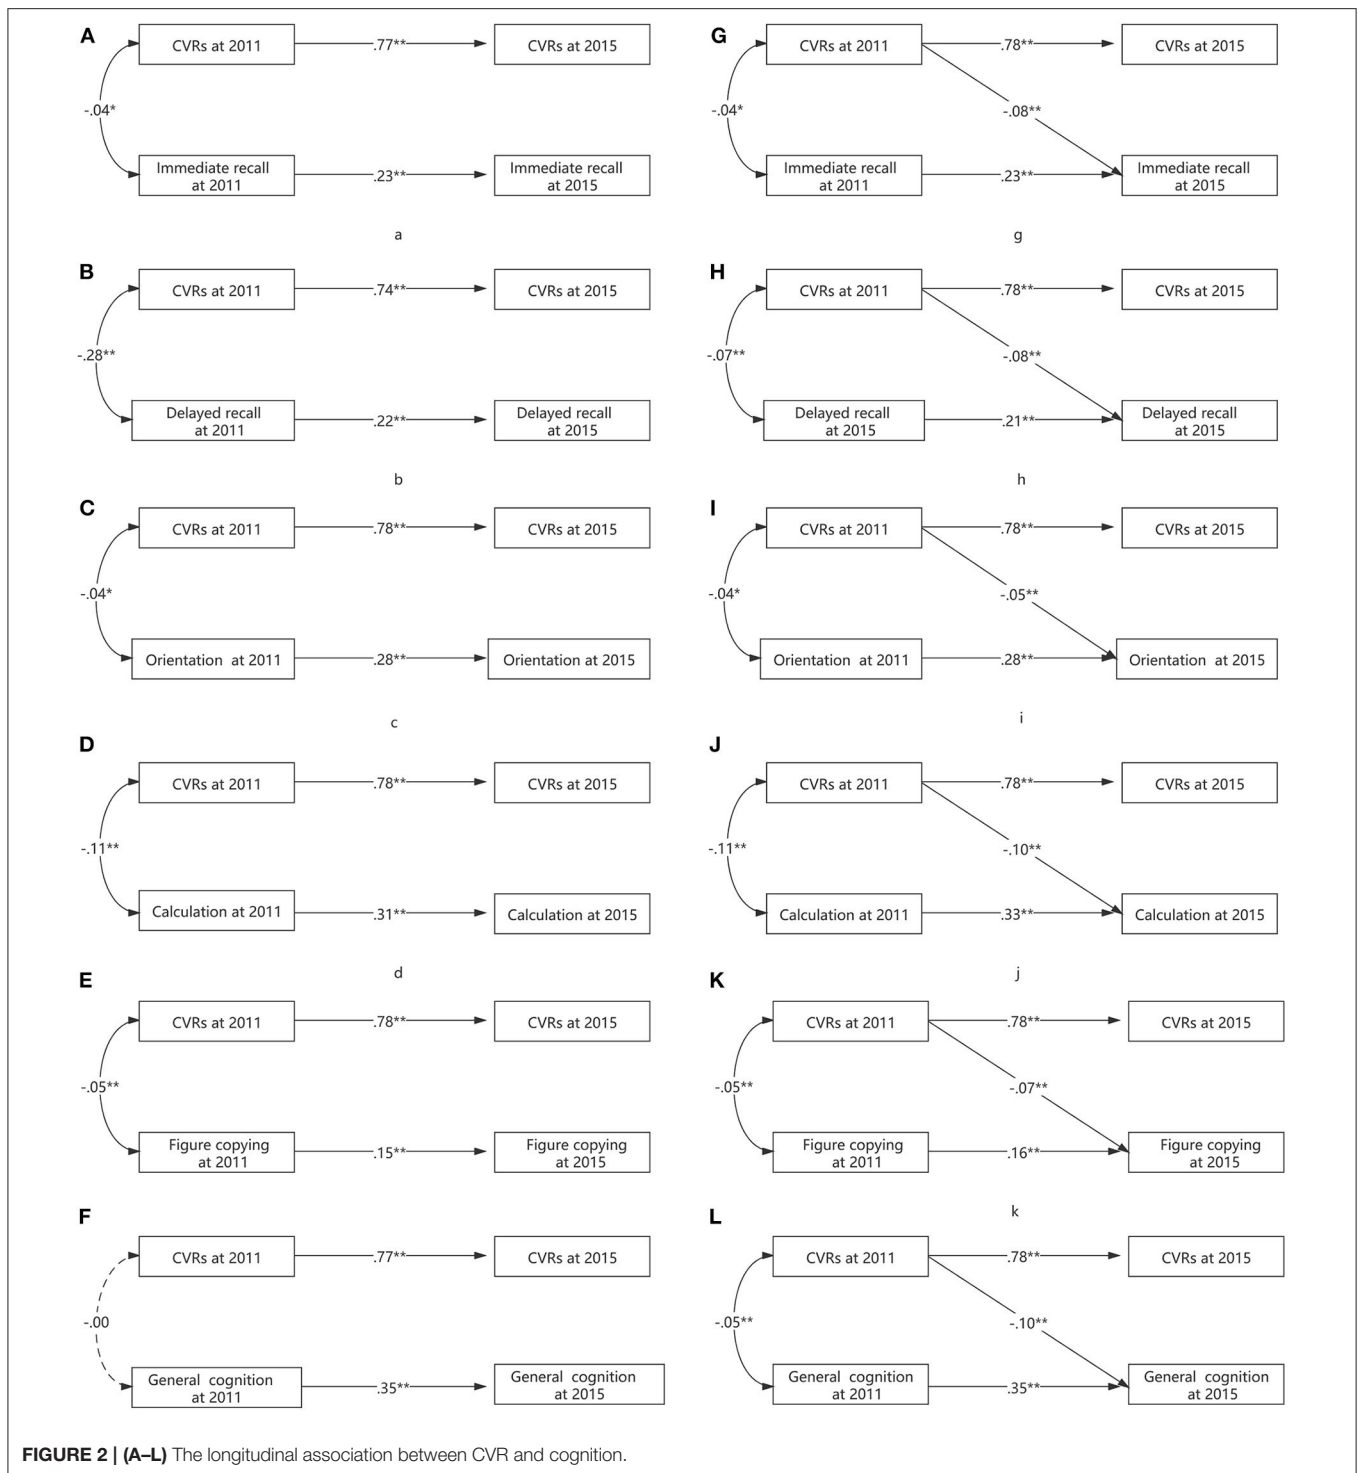 A
CVRs at 2011
.77**
CVRs at 2015
-.04*
Immediate recall
at 2011
.23**
Immediate recall
at 2015
a
G
CVRs at 2011
.78**
CVRs at 2015
-.04*
-.08**
Immediate recall
at 2011
.23**
Immediate recall
at 2015
g
B
CVRs at 2011
.74**
CVRs at 2015
-.28**
Delayed recall
at 2011
.22**
Delayed recall
at 2015
b
H
CVRs at 2011
.78**
CVRs at 2015
-.07**
-.08**
Delayed recall
at 2015
.21**
Delayed recall
at 2015
h
C
CVRs at 2011
.78**
CVRs at 2015
-.04*
Orientation at 2011
.28**
Orientation at 2015
c
I
CVRs at 2011
.78**
CVRs at 2015
-.04*
-.05**
Orientation at 2011
.28**
Orientation at 2015
i
D
CVRs at 2011
.78**
CVRs at 2015
-.11**
Calculation at 2011
.31**
Calculation at 2015
d
J
CVRs at 2011
.78**
CVRs at 2015
-.11**
-.10**
Calculation at 2011
.33**
Calculation at 2015
j
E
CVRs at 2011
.78**
CVRs at 2015
-.05**
Figure copying
at 2011
.15**
Figure copying
at 2015
K
CVRs at 2011
.78**
CVRs at 2015
-.05**
-.07**
Figure copying
at 2011
.16**
Figure copying
at 2015
k
F
CVRs at 2011
.77**
CVRs at 2015
-.00
General cognition
at 2011
.35**
General cognition
at 2015
L
CVRs at 2011
.78**
CVRs at 2015
-.05**
-.10**
General cognition
at 2011
.35**
General cognition
at 2015
FIGURE 2 | (A–L) The longitudinal association between CVR and cognition.